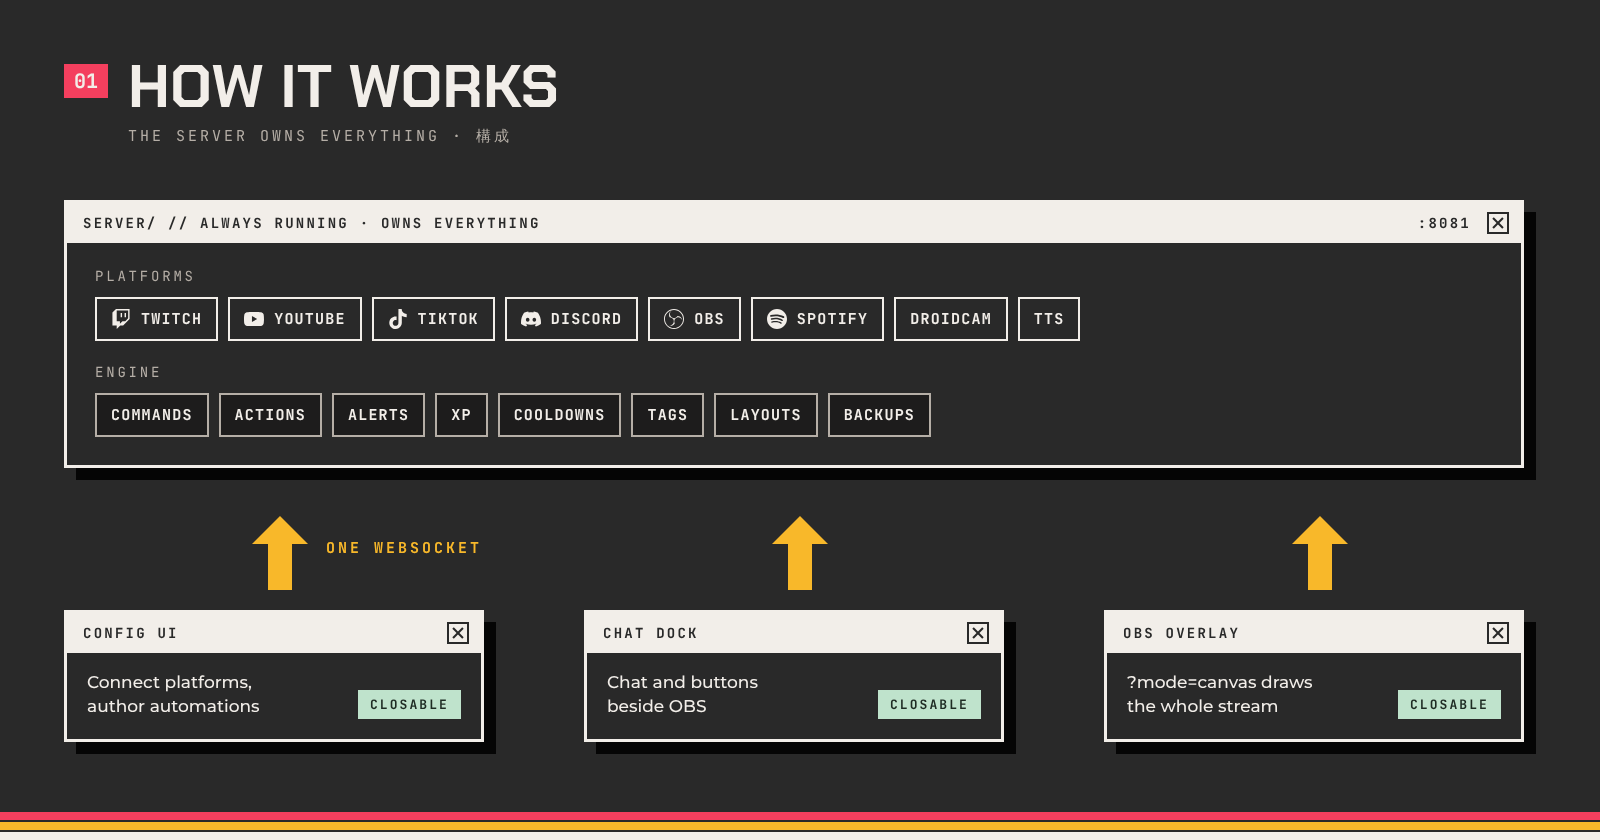 01
HOW IT WORKS
THE SERVER OWNS EVERYTHING · 構成
SERVER/ // ALWAYS RUNNING · OWNS EVERYTHING
:8081
PLATFORMS
TWITCH
YOUTUBE
TIKTOK
DISCORD
OBS
SPOTIFY
DROIDCAM
TTS
ENGINE
COMMANDS
ACTIONS
ALERTS
XP
COOLDOWNS
TAGS
LAYOUTS
BACKUPS
ONE WEBSOCKET
CONFIG UI
Connect platforms,
author automations
CLOSABLE
CHAT DOCK
Chat and buttons
beside OBS
CLOSABLE
OBS OVERLAY
?mode=canvas draws
the whole stream
CLOSABLE